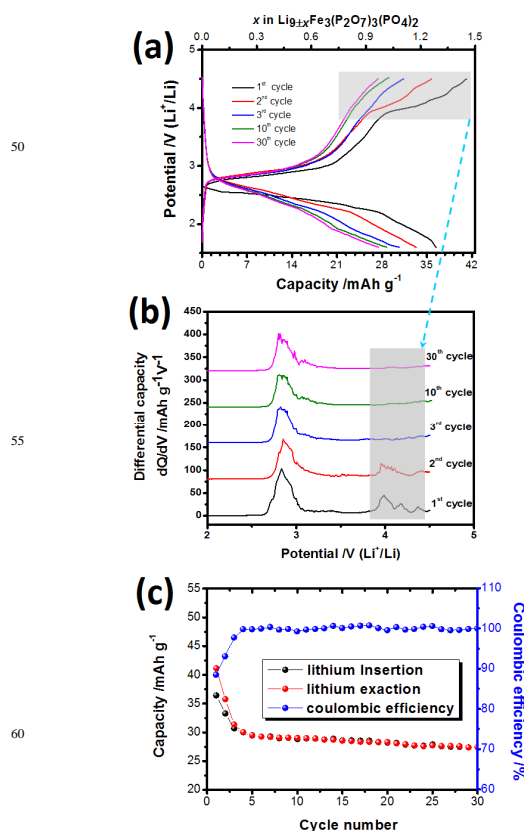 (a)
x in Li9±xFe3(P2O7)3(PO4)2
0.0 0.3 0.6 0.9 1.2 1.5
5
4
3
2
Potential /V (Li+/Li)
1st cycle
2nd cycle
3rd cycle
10th cycle
30th cycle
0 7 14 21 28 35 42
Capacity /mAh g-1
50
(b)
450
400
350
300
250
200
150
100
50
0
Differential capacity
dQ/dV /mAh g-1V-1
30th cycle
10th cycle
3rd cycle
2nd cycle
1st cycle
2 3 4 5
Potential /V (Li+/Li)
55
(c)
55
50
45
40
35
30
25
20
Capacity /mAh g-1
lithium Insertion
lithium exaction
coulombic efficiency
110
100
90
80
70
60
Coulombic efficiency /%
0 5 10 15 20 25 30
Cycle number
60